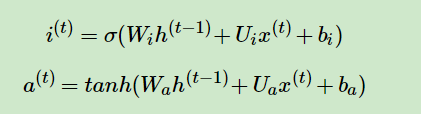 i^{(t)} = σ(W_i h^{(t−1)} + U_i x^{(t)} + b_i)
a^{(t)} = tanh(W_a h^{(t−1)} + U_a x^{(t)} + b_a)